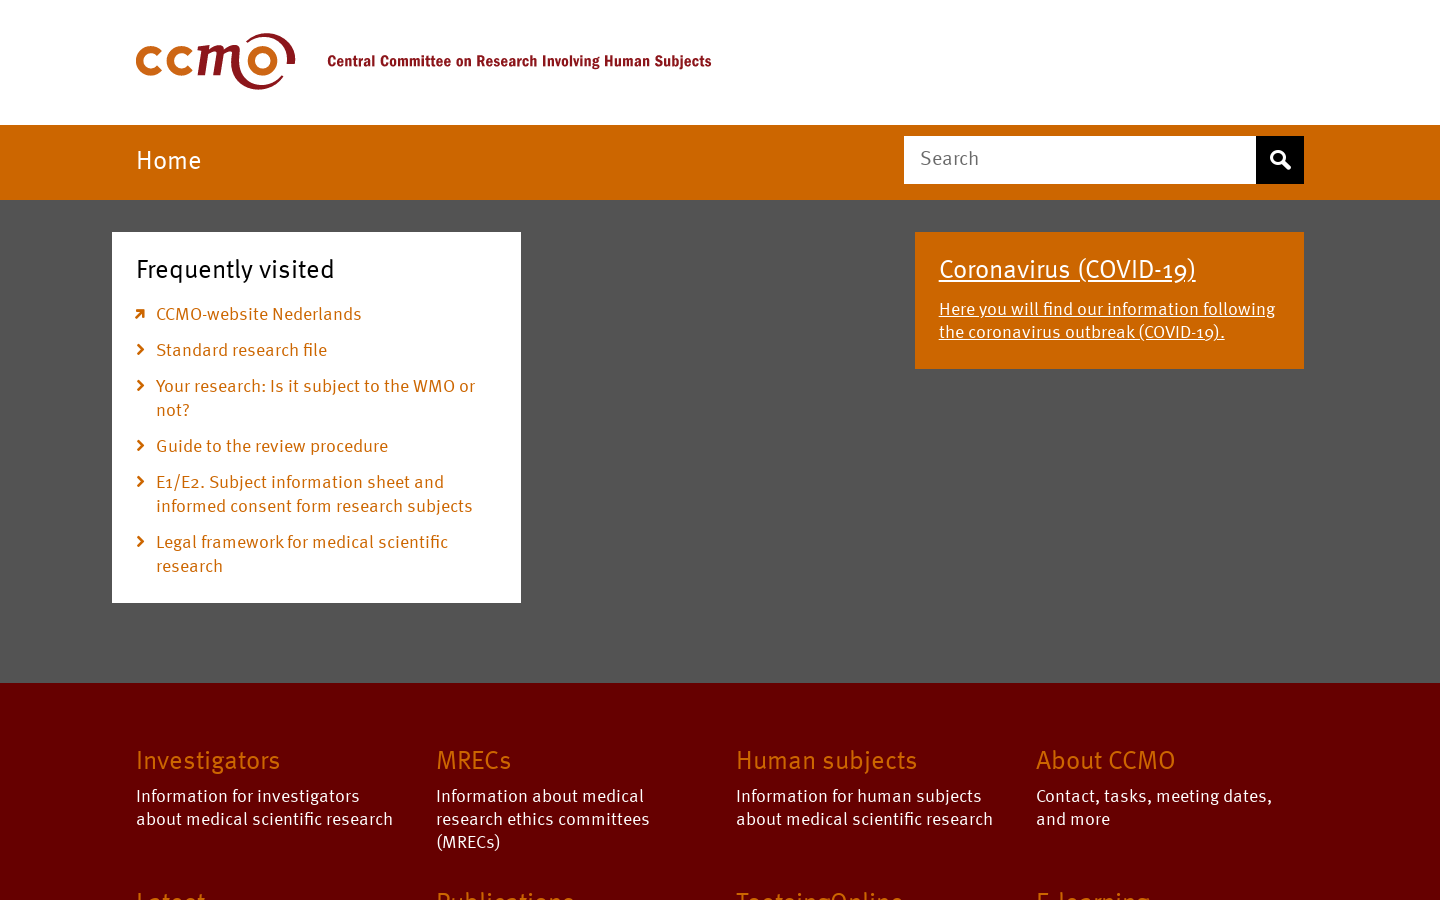 ccmo
Central Committee on Research Involving Human Subjects
Home
Search
Frequently visited
CCMO-website Nederlands
Standard research file
Your research: Is it subject to the WMO or
not?
Guide to the review procedure
E1/E2. Subject information sheet and
informed consent form research subjects
Legal framework for medical scientific
research
Coronavirus (COVID-19)
Here you will find our information following
the coronavirus outbreak (COVID-19).
Investigators
Information for investigators
about medical scientific research
MRECs
Information about medical
research ethics committees
(MRECs)
Human subjects
Information for human subjects
about medical scientific research
About CCMO
Contact, tasks, meeting dates,
and more
Latest
Publications
ToetsingOnline
E-learning